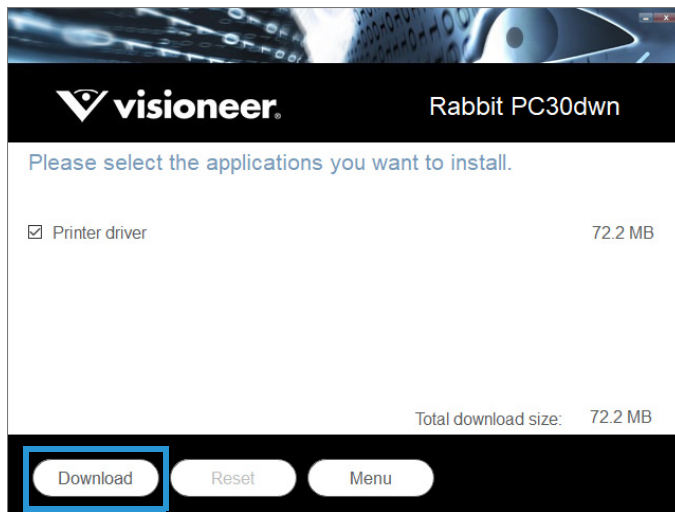 visioneer®
Rabbit PC30dwn
Please select the applications you want to install.
Printer driver 72.2 MB
Total download size: 72.2 MB
Download Reset Menu